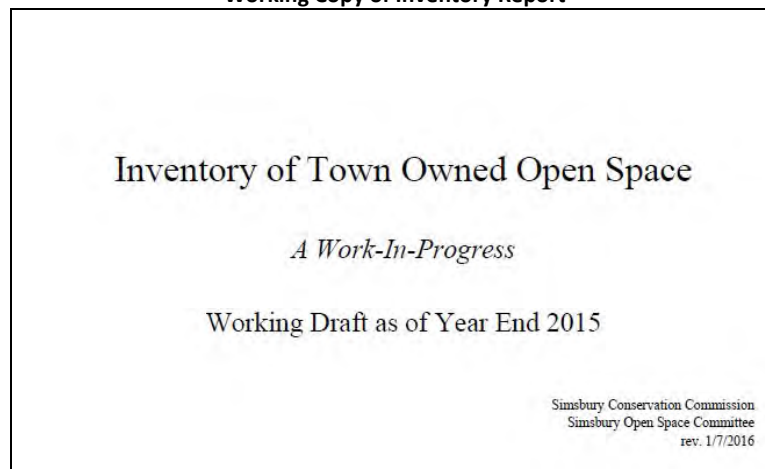 Working Copy of Inventory Report
Inventory of Town Owned Open Space
A Work-In-Progress
Working Draft as of Year End 2015
Simsbury Conservation Commission
Simsbury Open Space Committee
rev. 1/7/2016